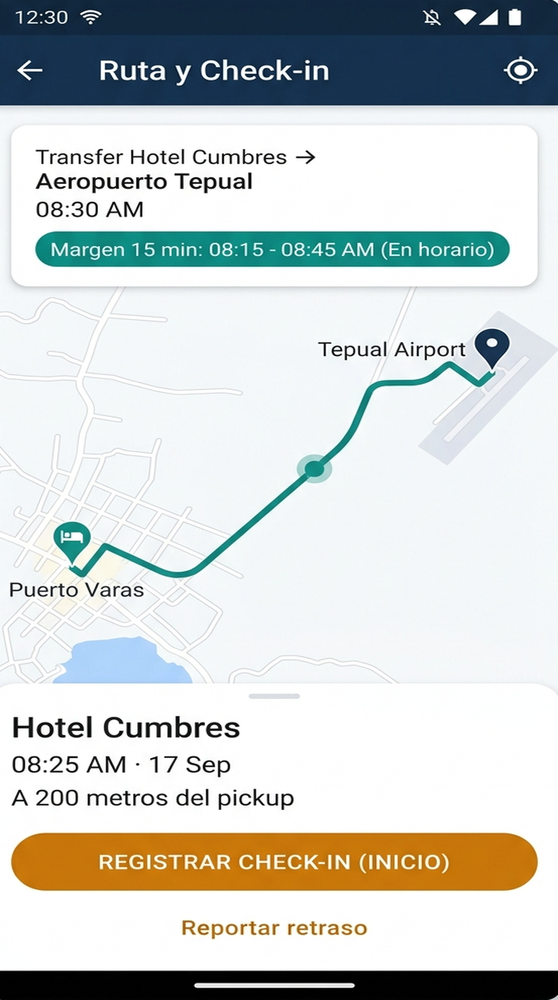 12:30
Ruta y Check-in
Transfer Hotel Cumbres →
Aeropuerto Tepual
08:30 AM
Margen 15 min: 08:15 - 08:45 AM (En horario)
Tepual Airport
Puerto Varas
Hotel Cumbres
08:25 AM · 17 Sep
A 200 metros del pickup
REGISTRAR CHECK-IN (INICIO)
Reportar retraso